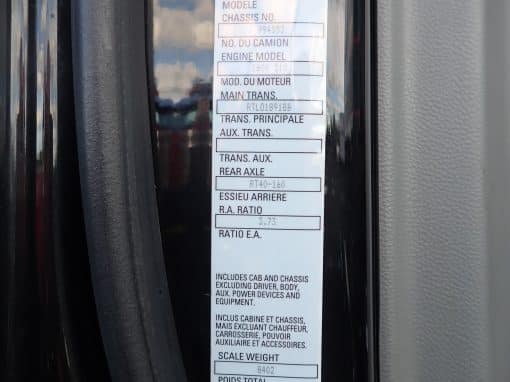 MODÈLE
CHASSIS NO.
994552
NO. DU CAMION
ENGINE MODEL
MOD. DU MOTEUR
MAIN TRANS.
RTLO18918B
TRANS. PRINCIPALE
AUX. TRANS.
TRANS. AUX.
REAR AXLE
RT40-160
ESSIEU ARRIERE
R.A. RATIO
3.73
RATIO E.A.
INCLUDES CAB AND CHASSIS
EXCLUDING DRIVER, BODY,
AUX. POWER DEVICES AND
EQUIPMENT.
INCLUS CABINE ET CHASSIS,
MAIS EXCLUANT CHAUFFEUR,
CARROSSERIE, POUVOIR
AUXILIAIRE ET ACCESSOIRES.
SCALE WEIGHT
8402
POIDS TOTAL